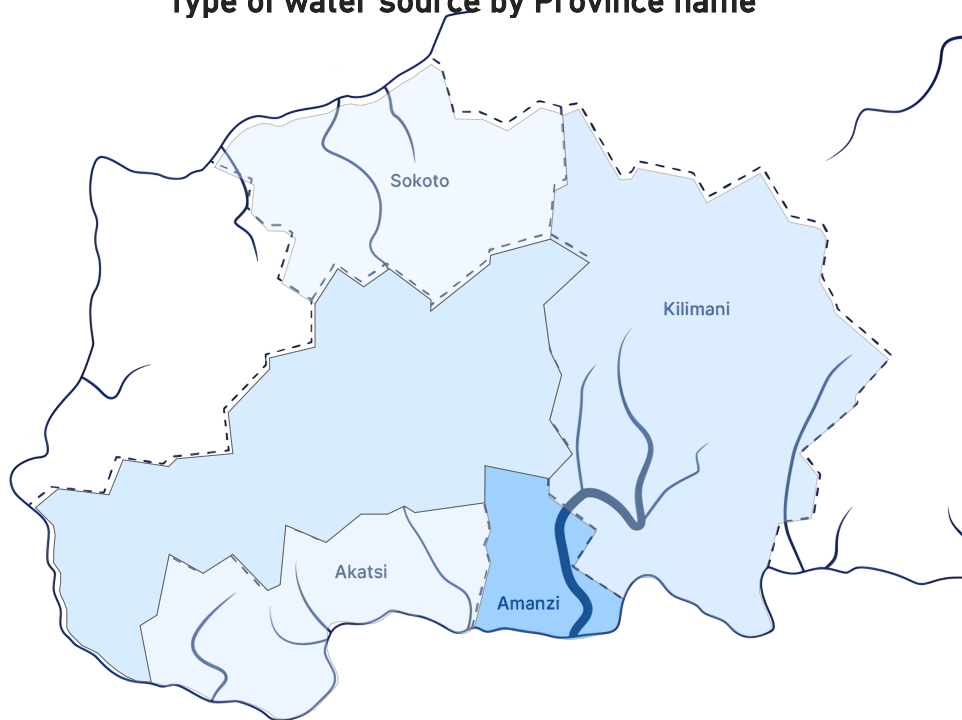 Type of water source by Province name
Sokoto
Kilimani
Akatsi
Amanzi